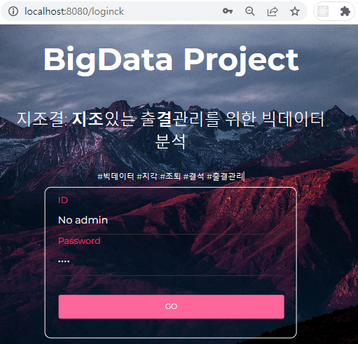 localhost:8080/loginck
BigData Project
지조결: 지조있는 출결관리를 위한 빅데이터
분석
#빅데이터 #지각 #조퇴 #결석 #출결관리
ID
No admin
Password
••••
GO